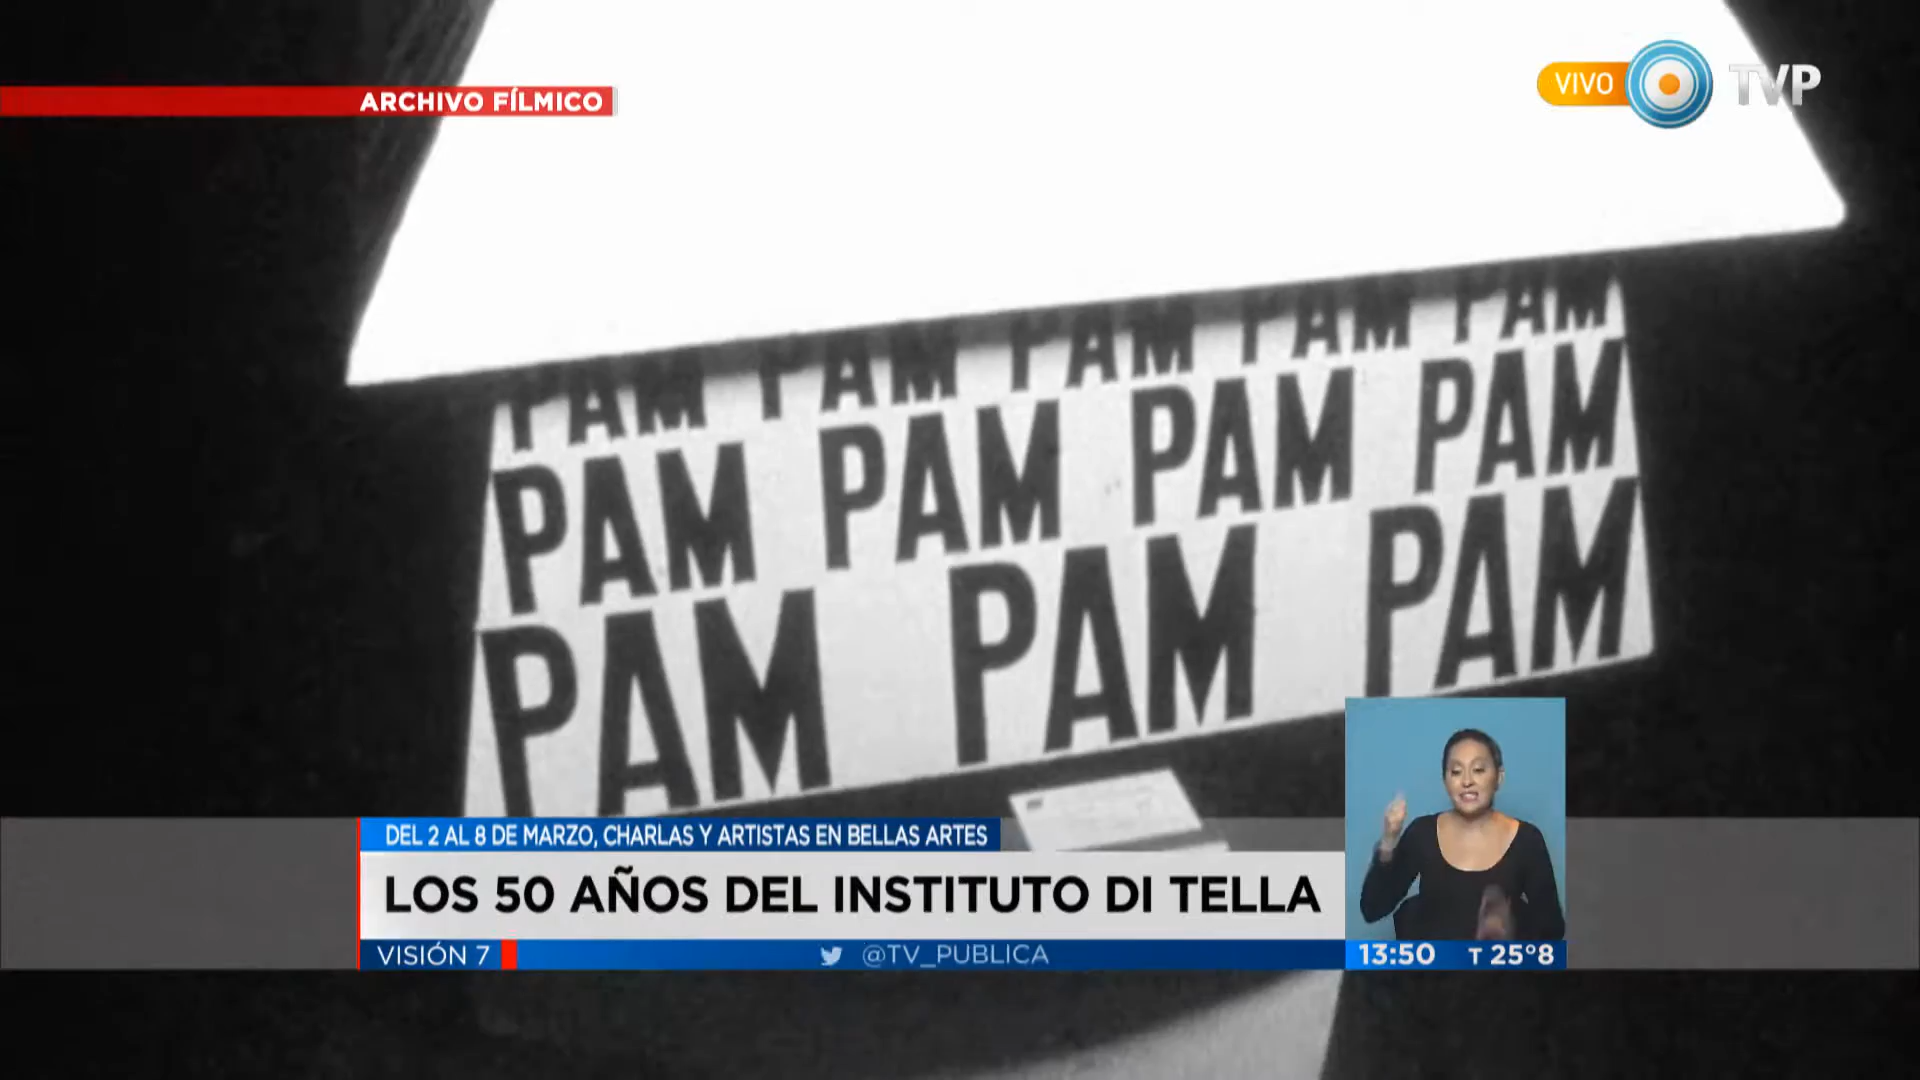 VIVO TVP
ARCHIVO FÍLMICO
PAM PAM PAM PAM PAM
PAM PAM PAM PAM
PAM PAM PAM
DEL 2 AL 8 DE MARZO, CHARLAS Y ARTISTAS EN BELLAS ARTES
LOS 50 AÑOS DEL INSTITUTO DI TELLA
VISIÓN 7 @TV_PUBLICA 13:50 T 25°8